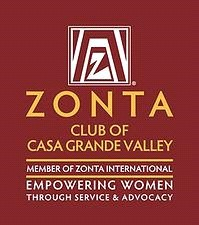 ZONTA
CLUB OF
CASA GRANDE VALLEY
MEMBER OF ZONTA INTERNATIONAL
EMPOWERING WOMEN
THROUGH SERVICE & ADVOCACY